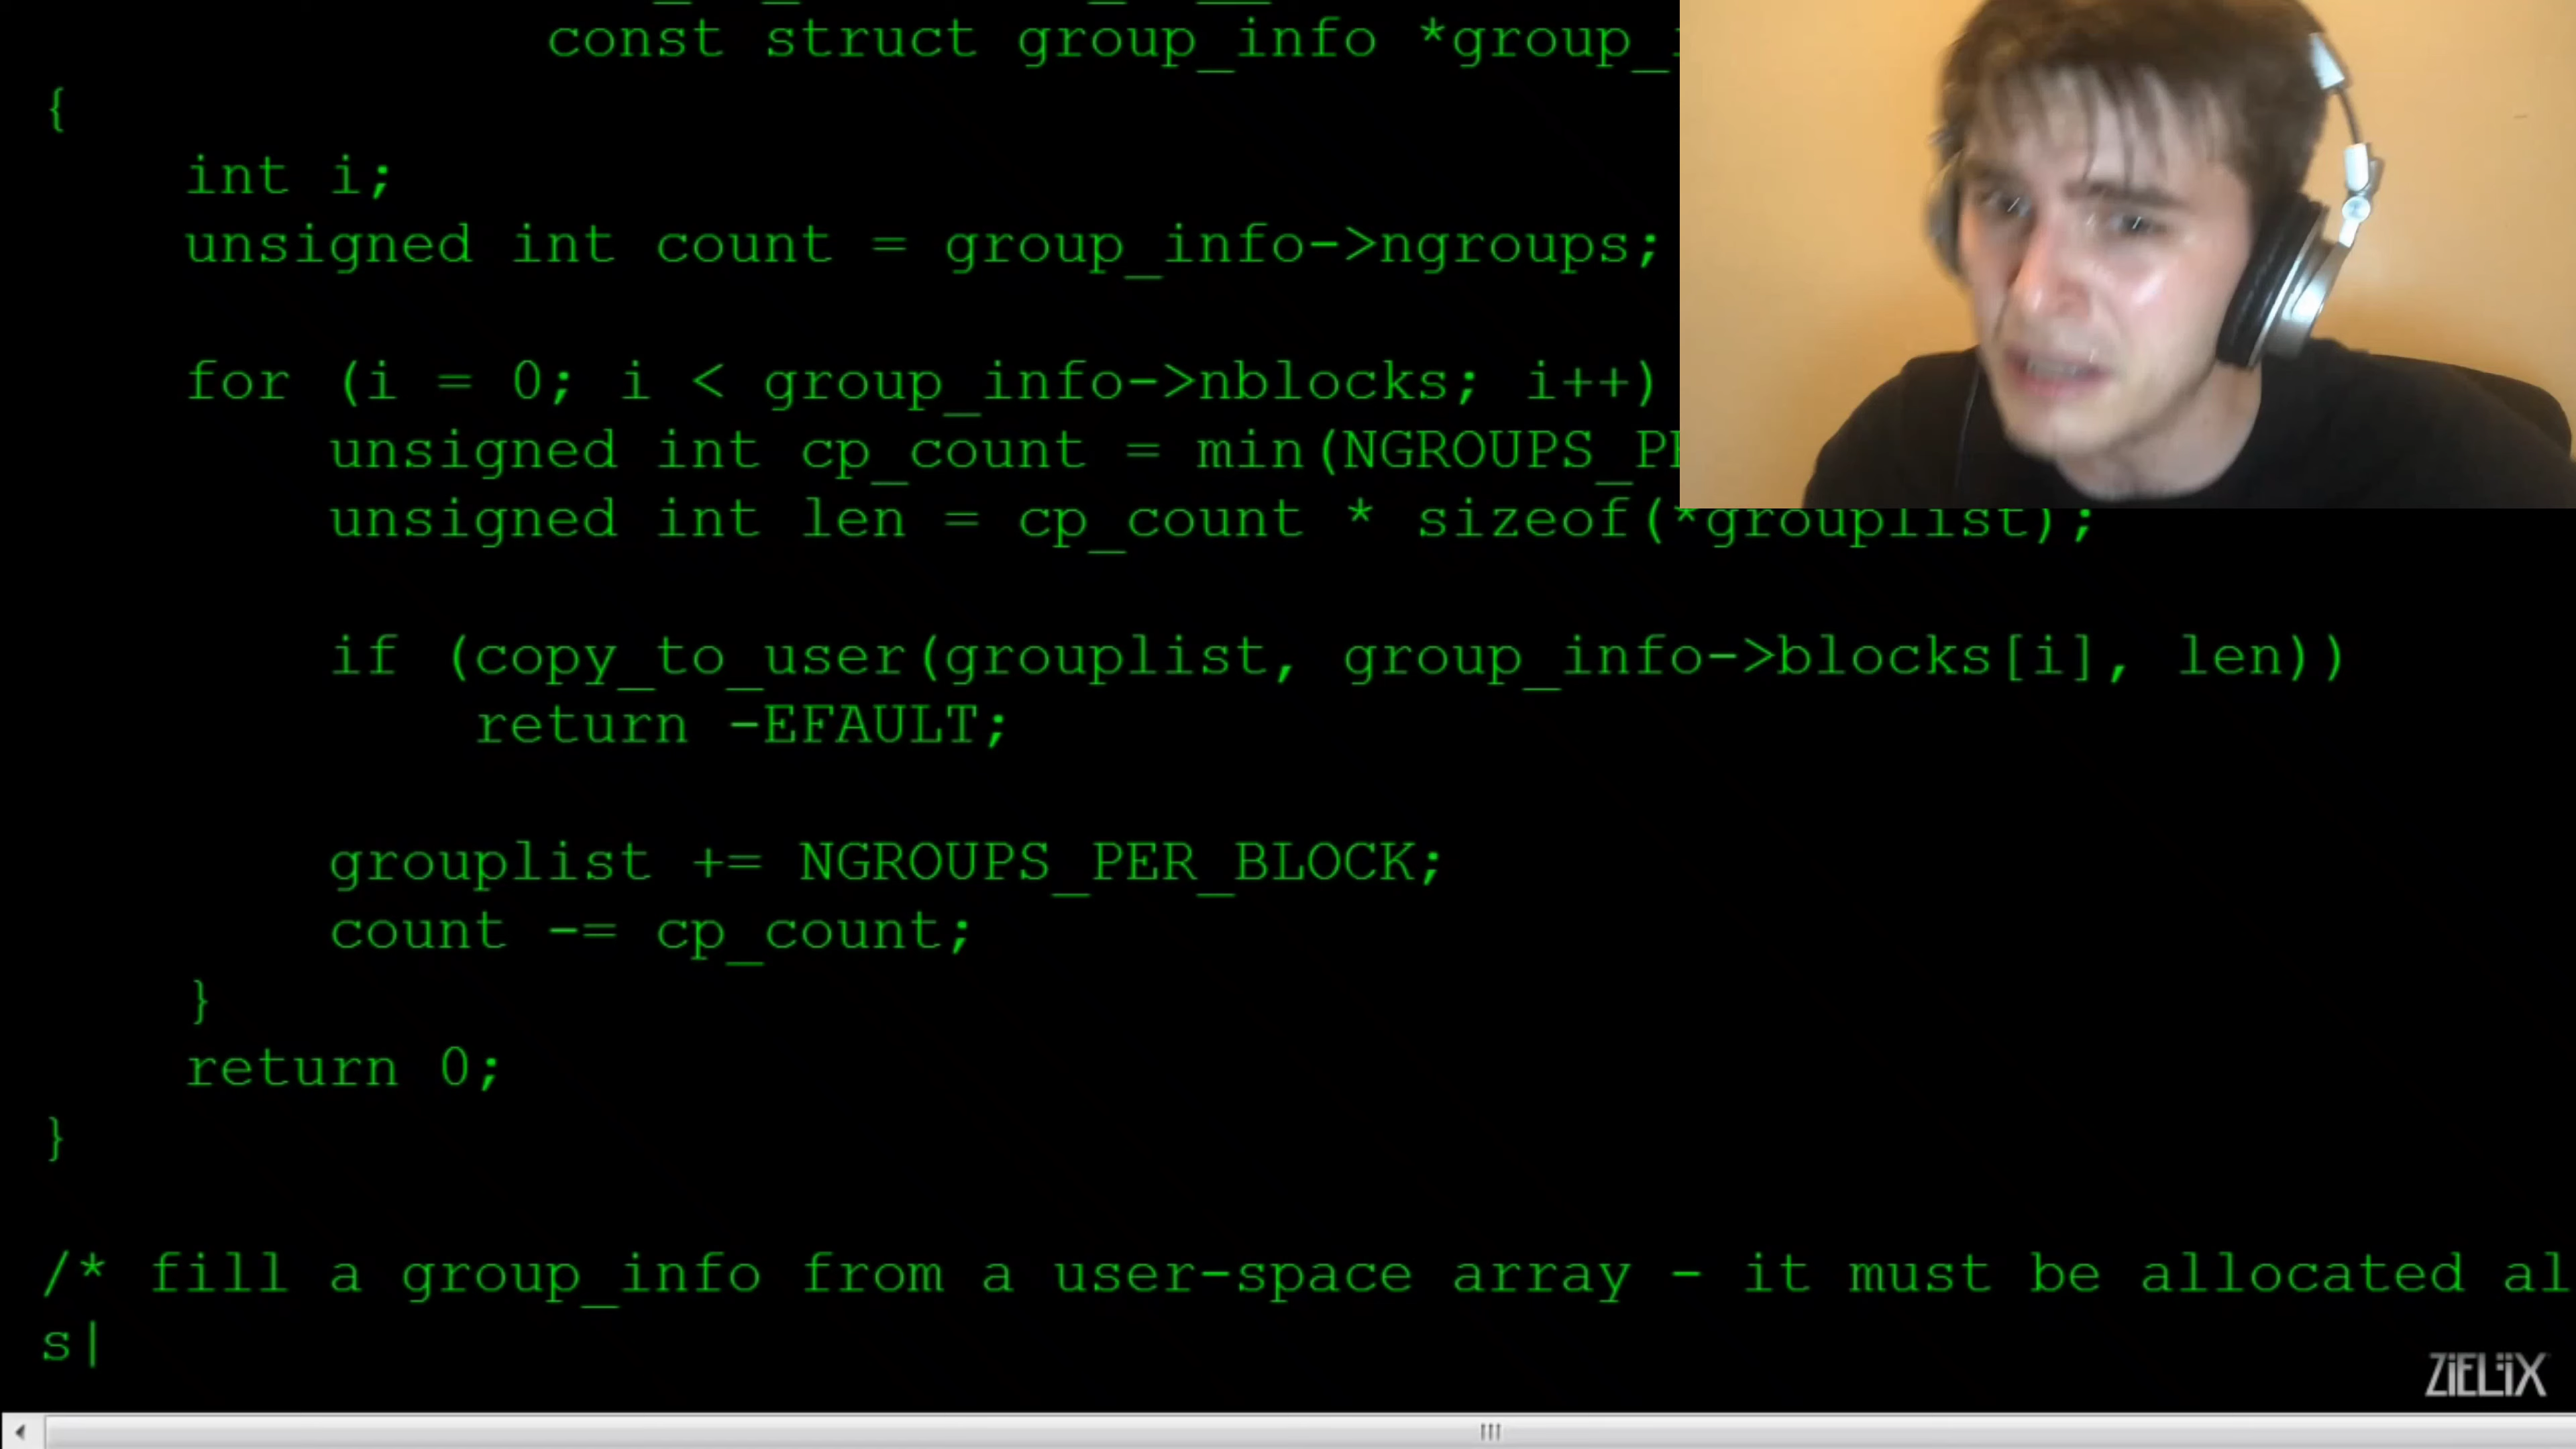 const struct group_info *group_
{
int i;
unsigned int count = group_info->ngroups;
for (i = 0; i < group_info->nblocks; i++)
unsigned int cp_count = min(NGROUPS_PE
unsigned int len = cp_count * sizeof(*grouplist);
if (copy_to_user(grouplist, group_info->blocks[i], len))
return -EFAULT;
grouplist += NGROUPS_PER_BLOCK;
count -= cp_count;
}
return 0;
}
/* fill a group_info from a user-space array - it must be allocated al
s|
ZiELiX